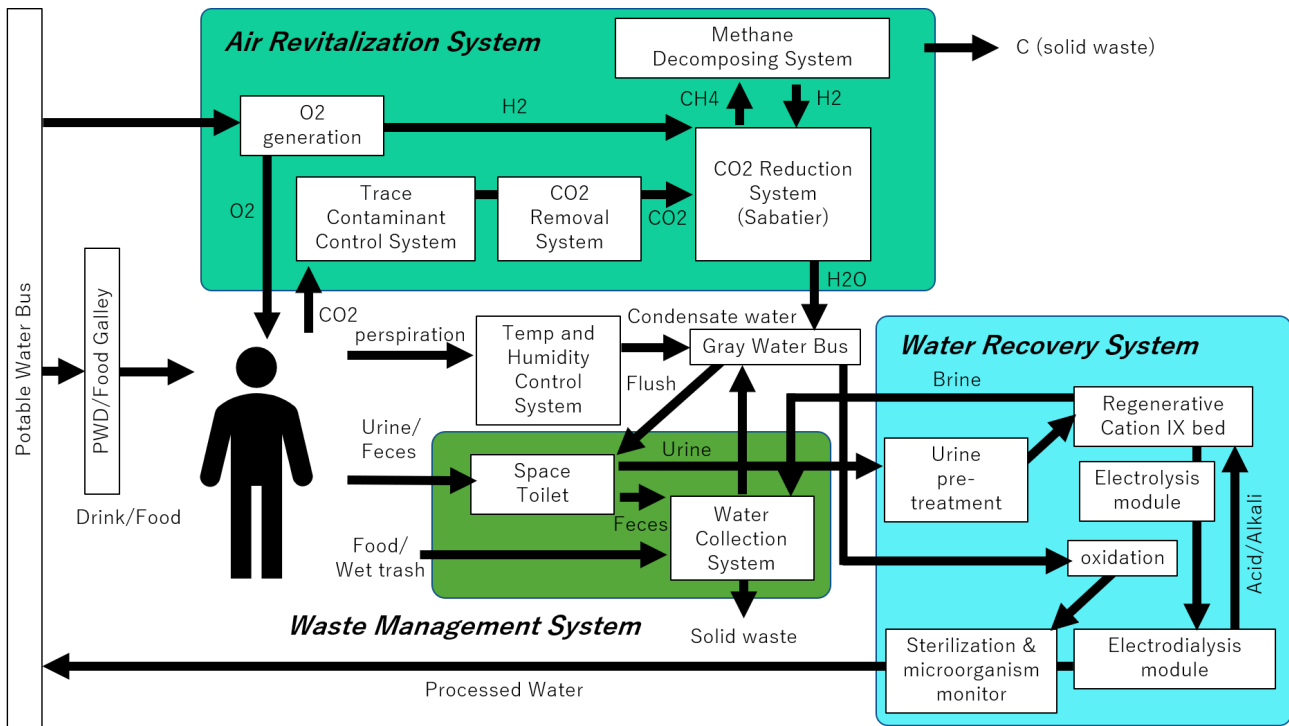 Air Revitalization System
Methane
Decomposing System
C (solid waste)
CH4
H2
O2
generation
H2
CO2 Reduction
System
(Sabatier)
Trace
Contaminant
Control System
CO2
Removal
System
CO2
O2
CO2
H2O
Potable Water Bus
PWD/Food Galley
Drink/Food
perspiration
Temp and
Humidity
Control
System
Condensate water
Gray Water Bus
Flush
Water Recovery System
Brine
Regenerative
Cation IX bed
Urine/
Feces
Space
Toilet
Urine
Urine
pre-
treatment
Electrolysis
module
Feces
Water
Collection
System
Food/
Wet trash
oxidation
Acid/Alkali
Waste Management System
Solid waste
Sterilization &
microorganism
monitor
Electrodialysis
module
Processed Water